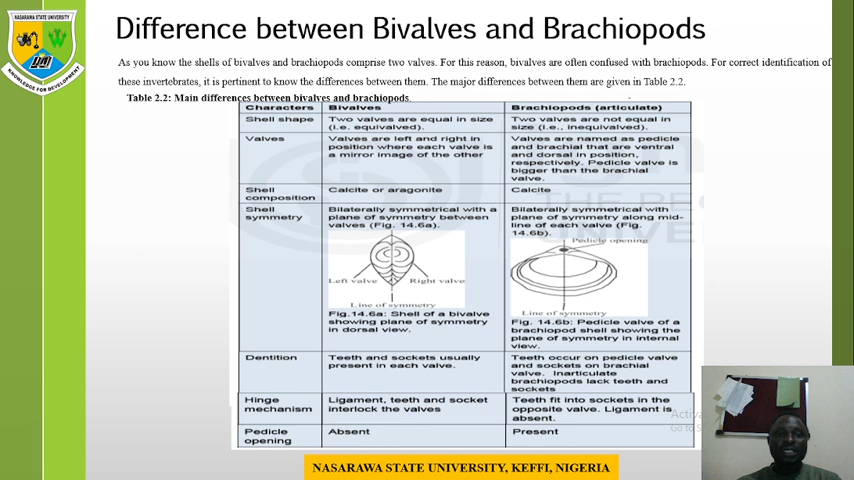 NASARAWA STATE UNIVERSITY
KNOWLEDGE FOR DEVELOPMENT
Difference between Bivalves and Brachiopods
As you know the shells of bivalves and brachiopods comprise two valves. For this reason, bivalves are often confused with brachiopods. For correct identification of
these invertebrates, it is pertinent to know the differences between them. The major differences between them are given in Table 2.2.
Table 2.2: Main differences between bivalves and brachiopods.
Characters Bivalves Brachiopods (articulate)
Shell shape
Two valves are equal in size
(i.e. equivalved).
Two valves are not equal in
size (i.e., inequivalved).
Valves
Valves are left and right in
position where each valve is
a mirror image of the other
Valves are named as pedicle
and brachial that are ventral
and dorsal in position,
respectively. Pedicle valve is
bigger than the brachial
valve.
Shell
composition
Calcite or aragonite
Calcite
Shell
symmetry
Bilaterally symmetrical with a
plane of symmetry between
valves (Fig. 14.6a).
Left valve
Right valve
Line of symmetry
Fig.14.6a: Shell of a bivalve
showing plane of symmetry
in dorsal view.
Bilaterally symmetrical with
plane of symmetry along mid-
line of each valve (Fig.
14.6b).
Pedicle opening
Line of symmetry
Fig. 14.6b: Pedicle valve of a
brachiopod shell showing the
plane of symmetry in internal
view.
Dentition
Teeth and sockets usually
present in each valve.
Teeth occur on pedicle valve
and sockets on brachial
valve. Inarticulate
brachiopods lack teeth and
sockets
Hinge
mechanism
Ligament, teeth and socket
interlock the valves
Teeth fit into sockets in the
opposite valve. Ligament is
absent.
Pedicle
opening
Absent
Present
NASARAWA STATE UNIVERSITY, KEFFI, NIGERIA